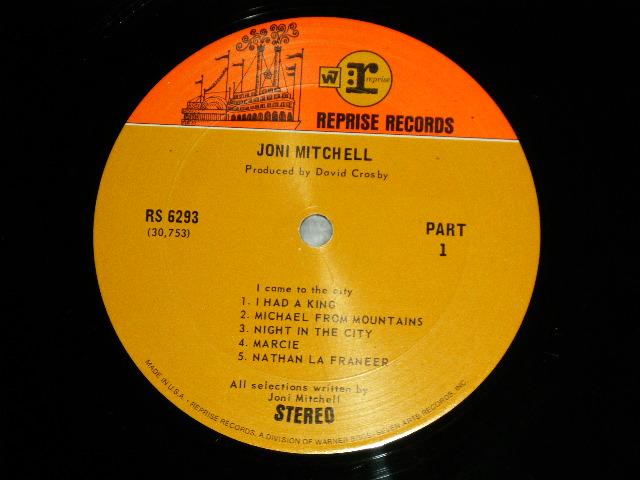 W7 r reprise
REPRISE RECORDS
JONI MITCHELL
Produced by David Crosby
RS 6293
(30,753)
PART
1
I came to the city
1. I HAD A KING
2. MICHAEL FROM MOUNTAINS
3. NIGHT IN THE CITY
4. MARCIE
5. NATHAN LA FRANEER
All selections written by
Joni Mitchell
STEREO
MADE IN U.S.A. • REPRISE RECORDS, A DIVISION OF WARNER BROS. - SEVEN ARTS RECORDS, INC.